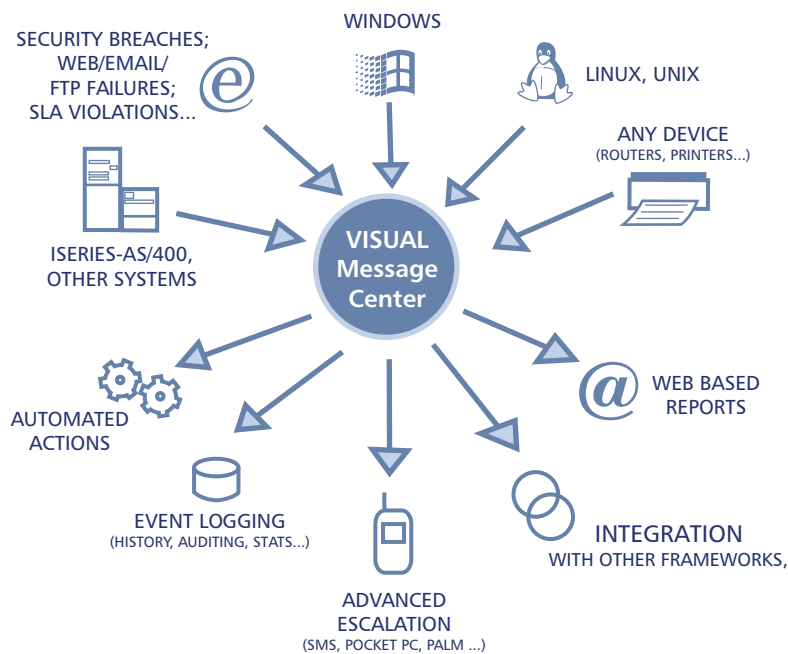 WINDOWS
SECURITY BREACHES;
WEB/EMAIL/
FTP FAILURES;
SLA VIOLATIONS...
e
LINUX, UNIX
ANY DEVICE
(ROUTERS, PRINTERS...)
ISERIES-AS/400,
OTHER SYSTEMS
VISUAL
Message
Center
AUTOMATED
ACTIONS
@
WEB BASED
REPORTS
EVENT LOGGING
(HISTORY, AUDITING, STATS...)
INTEGRATION
WITH OTHER FRAMEWORKS,
ADVANCED
ESCALATION
(SMS, POCKET PC, PALM ...)